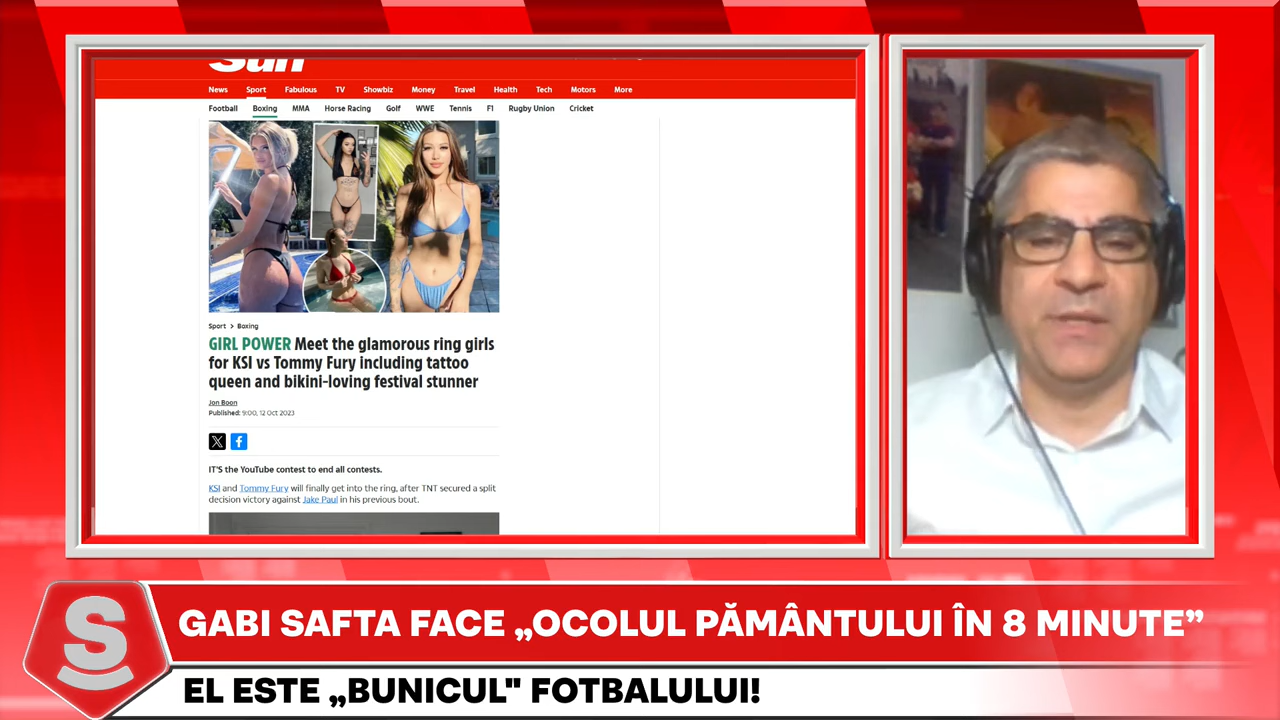 Sun
News Sport Fabulous TV Showbiz Money Travel Health Tech Motors More
Football Boxing MMA Horse Racing Golf WWE Tennis F1 Rugby Union Cricket
Sport > Boxing
GIRL POWER Meet the glamorous ring girls
for KSI vs Tommy Fury including tattoo
queen and bikini-loving festival stunner
Jon Boon
Published: 9:00, 12 Oct 2023
IT'S the YouTube contest to end all contests.
KSI and Tommy Fury will finally get into the ring, after TNT secured a split
decision victory against Jake Paul in his previous bout.
S
GABI SAFTA FACE „OCOLUL PĂMÂNTULUI ÎN 8 MINUTE”
EL ESTE „BUNICUL" FOTBALULUI!